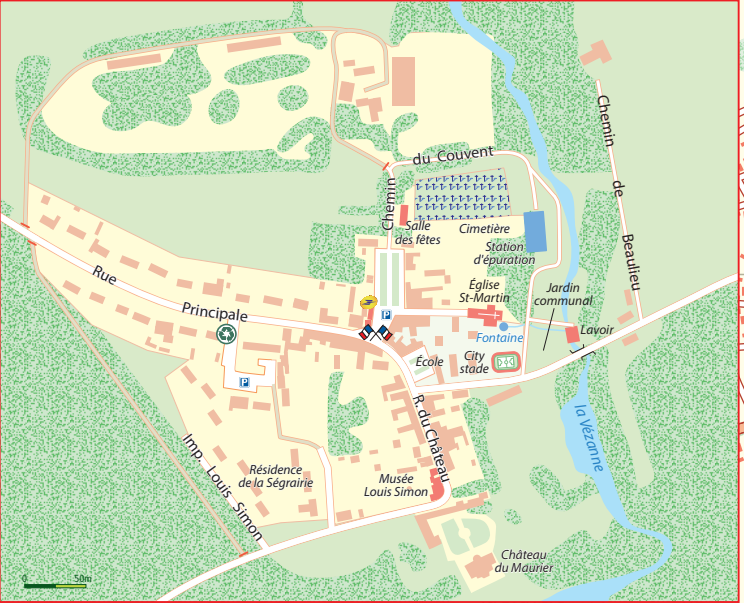 Chemin
du Couvent
Chemin
de
Beaulieu
Salle
des fêtes
Cimetière
Station
d'épuration
Rue
Principale
P
Église
St-Martin
Jardin
communal
Fontaine
Lavoir
École
City
stade
P
R. du Château
la Vézanne
Imp. Louis Simon
Résidence
de la Ségrairie
Musée
Louis Simon
Château
du Maurier
0 50m